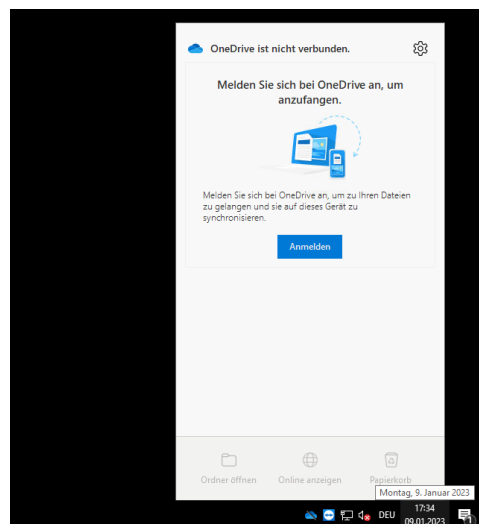 OneDrive ist nicht verbunden.
Melden Sie sich bei OneDrive an, um
anzufangen.
Melden Sie sich bei OneDrive an, um zu Ihren Dateien
zu gelangen und sie auf dieses Gerät zu
synchronisieren.
Anmelden
Ordner öffnen
Online anzeigen
Papierkorb
Montag, 9. Januar 2023
DEU
17:34
09.01.2023
1